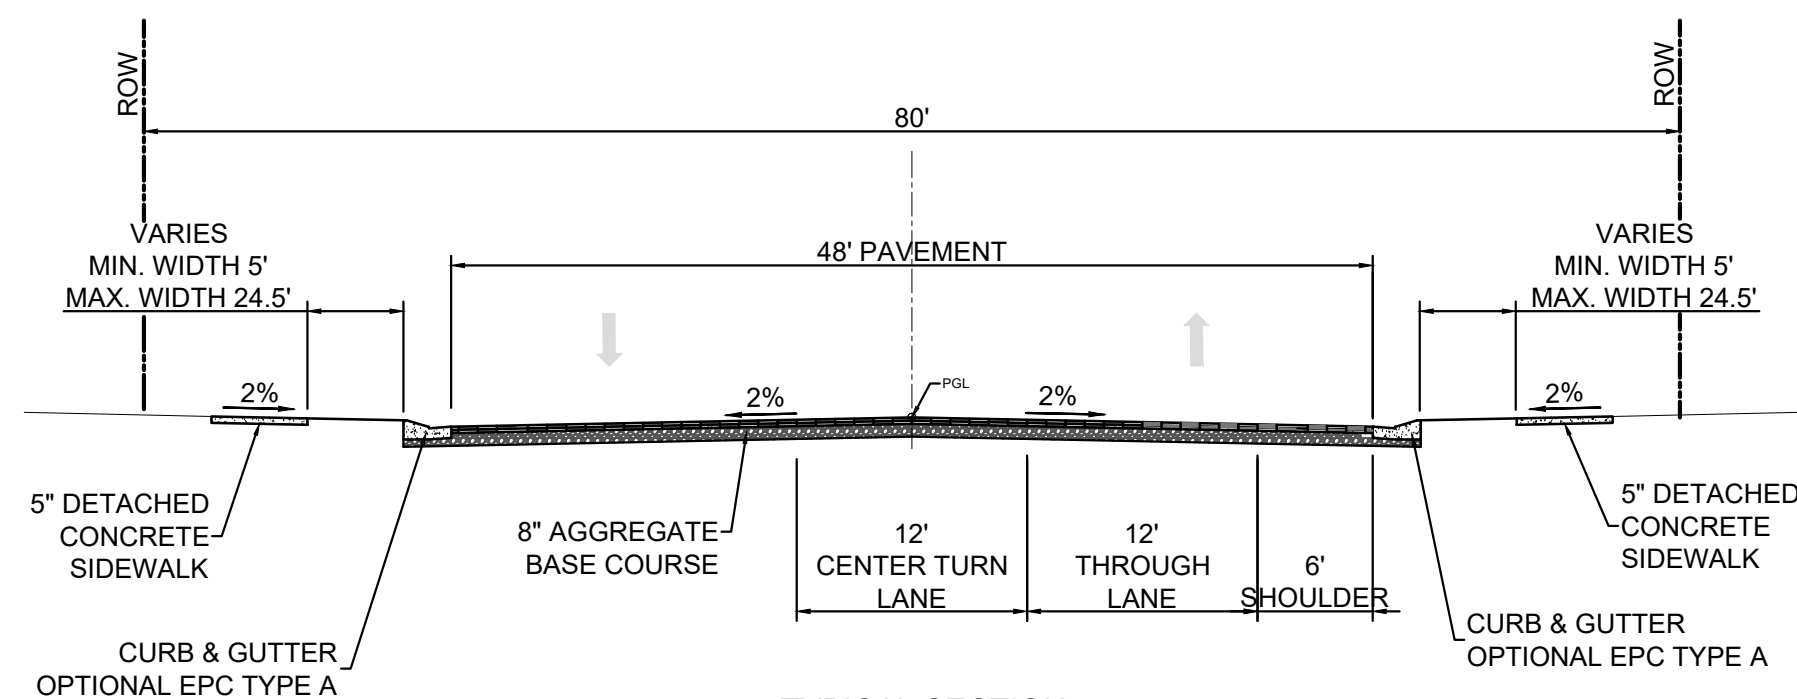 ROW
ROW
80'
VARIES
MIN. WIDTH 5'
MAX. WIDTH 24.5'
48' PAVEMENT
VARIES
MIN. WIDTH 5'
MAX. WIDTH 24.5'
2%
2%
PGL
2%
2%
5" DETACHED
CONCRETE
SIDEWALK
8" AGGREGATE
BASE COURSE
12'
CENTER TURN
LANE
12'
THROUGH
LANE
6'
SHOULDER
5" DETACHED
CONCRETE
SIDEWALK
CURB & GUTTER
OPTIONAL EPC TYPE A
CURB & GUTTER
OPTIONAL EPC TYPE A